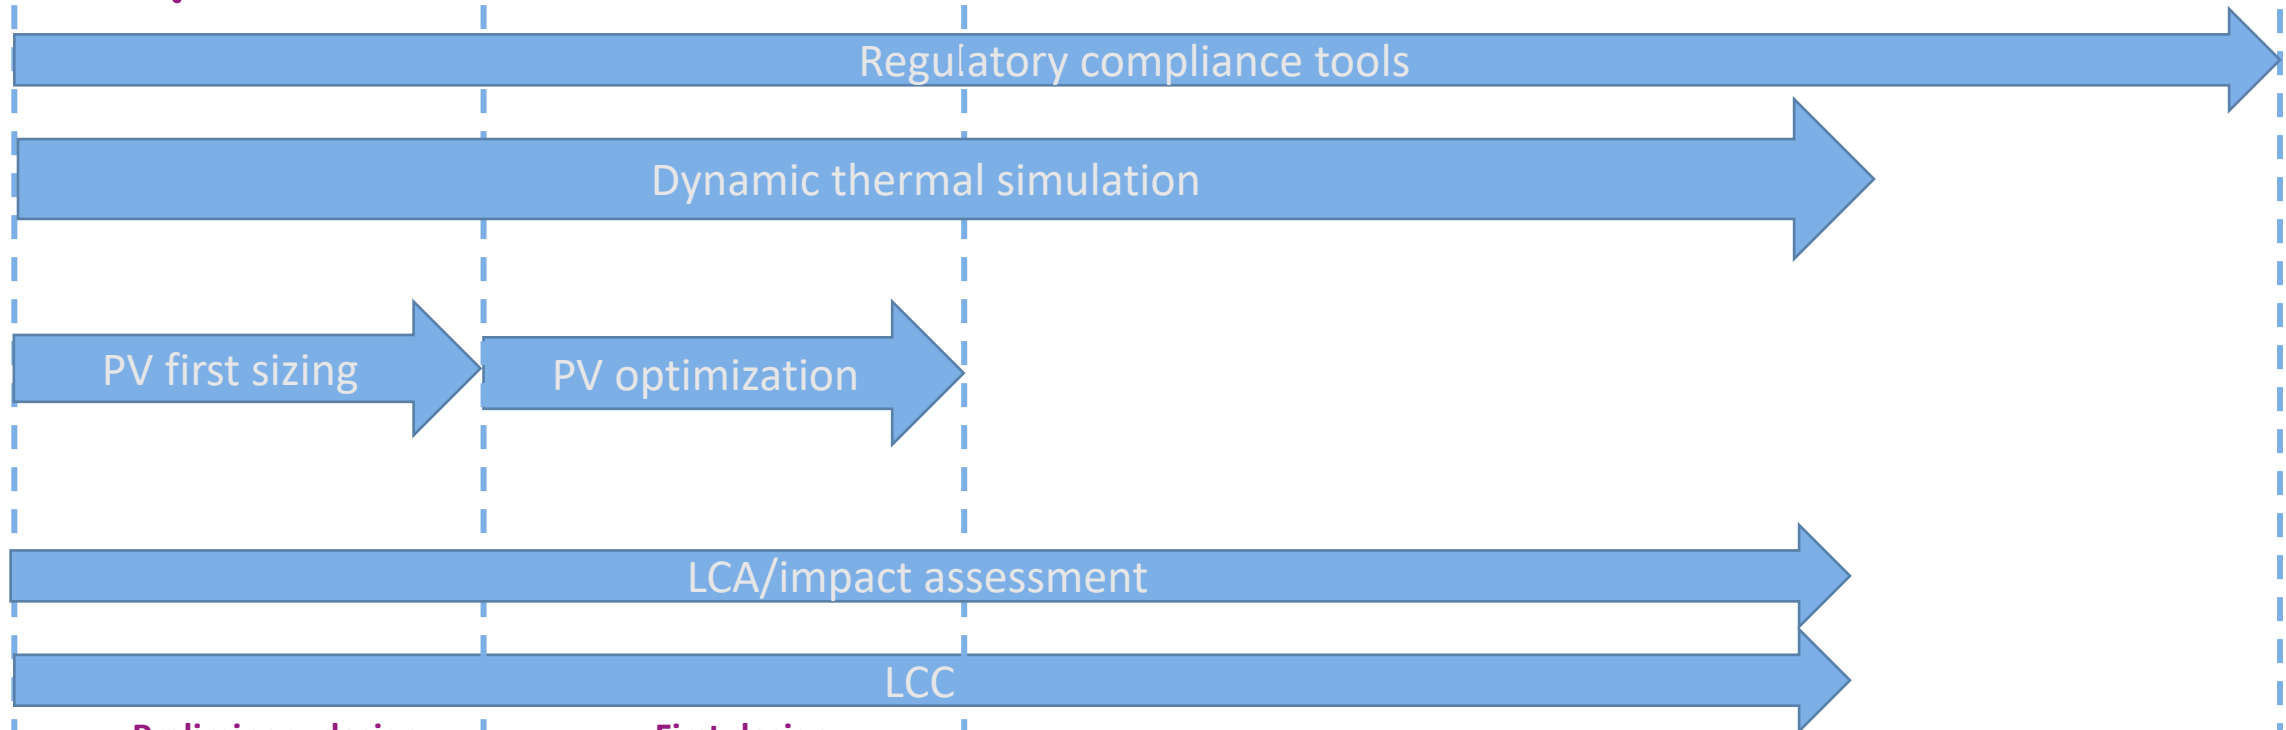 Regulatory compliance tools
Dynamic thermal simulation
PV first sizing
PV optimization
LCA/impact assessment
LCC